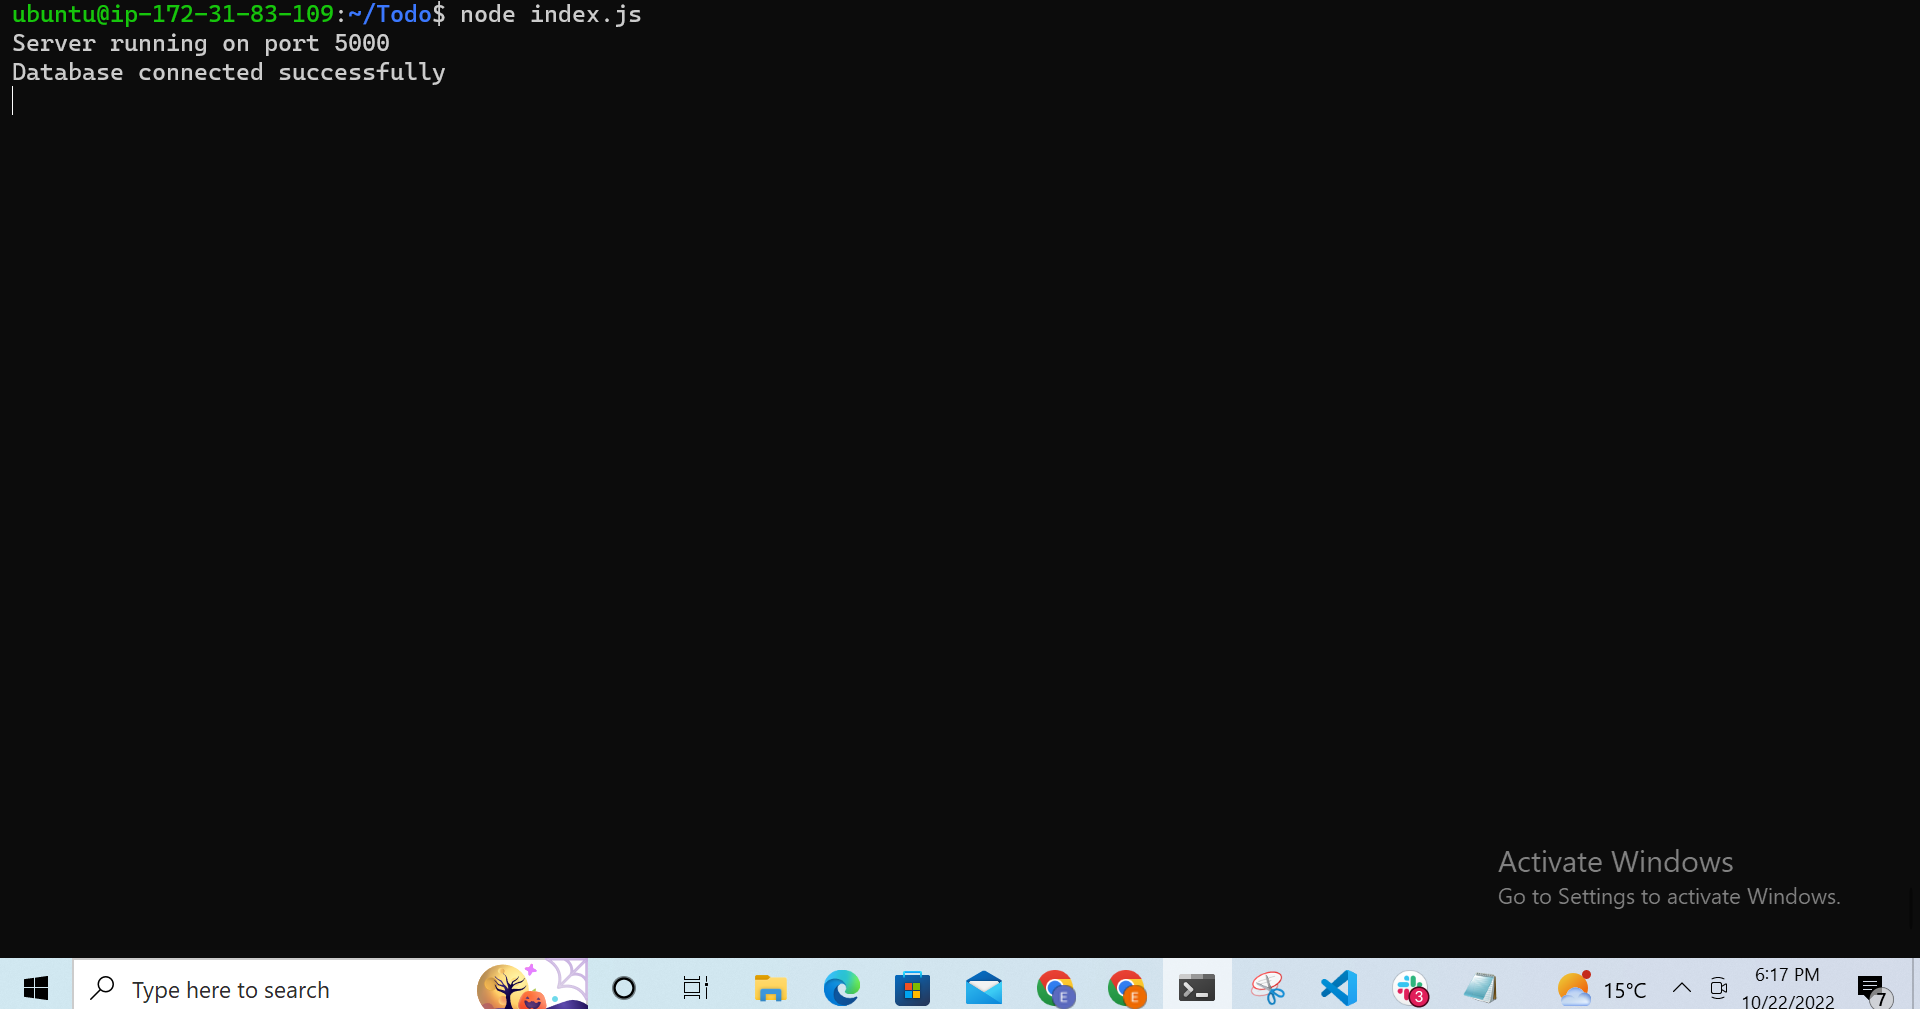 ubuntu@ip-172-31-83-109:~/Todo$ node index.js
Server running on port 5000
Database connected successfully
Activate Windows
Go to Settings to activate Windows.
Type here to search
E
E
3
15°C
6:17 PM
10/22/2022
7